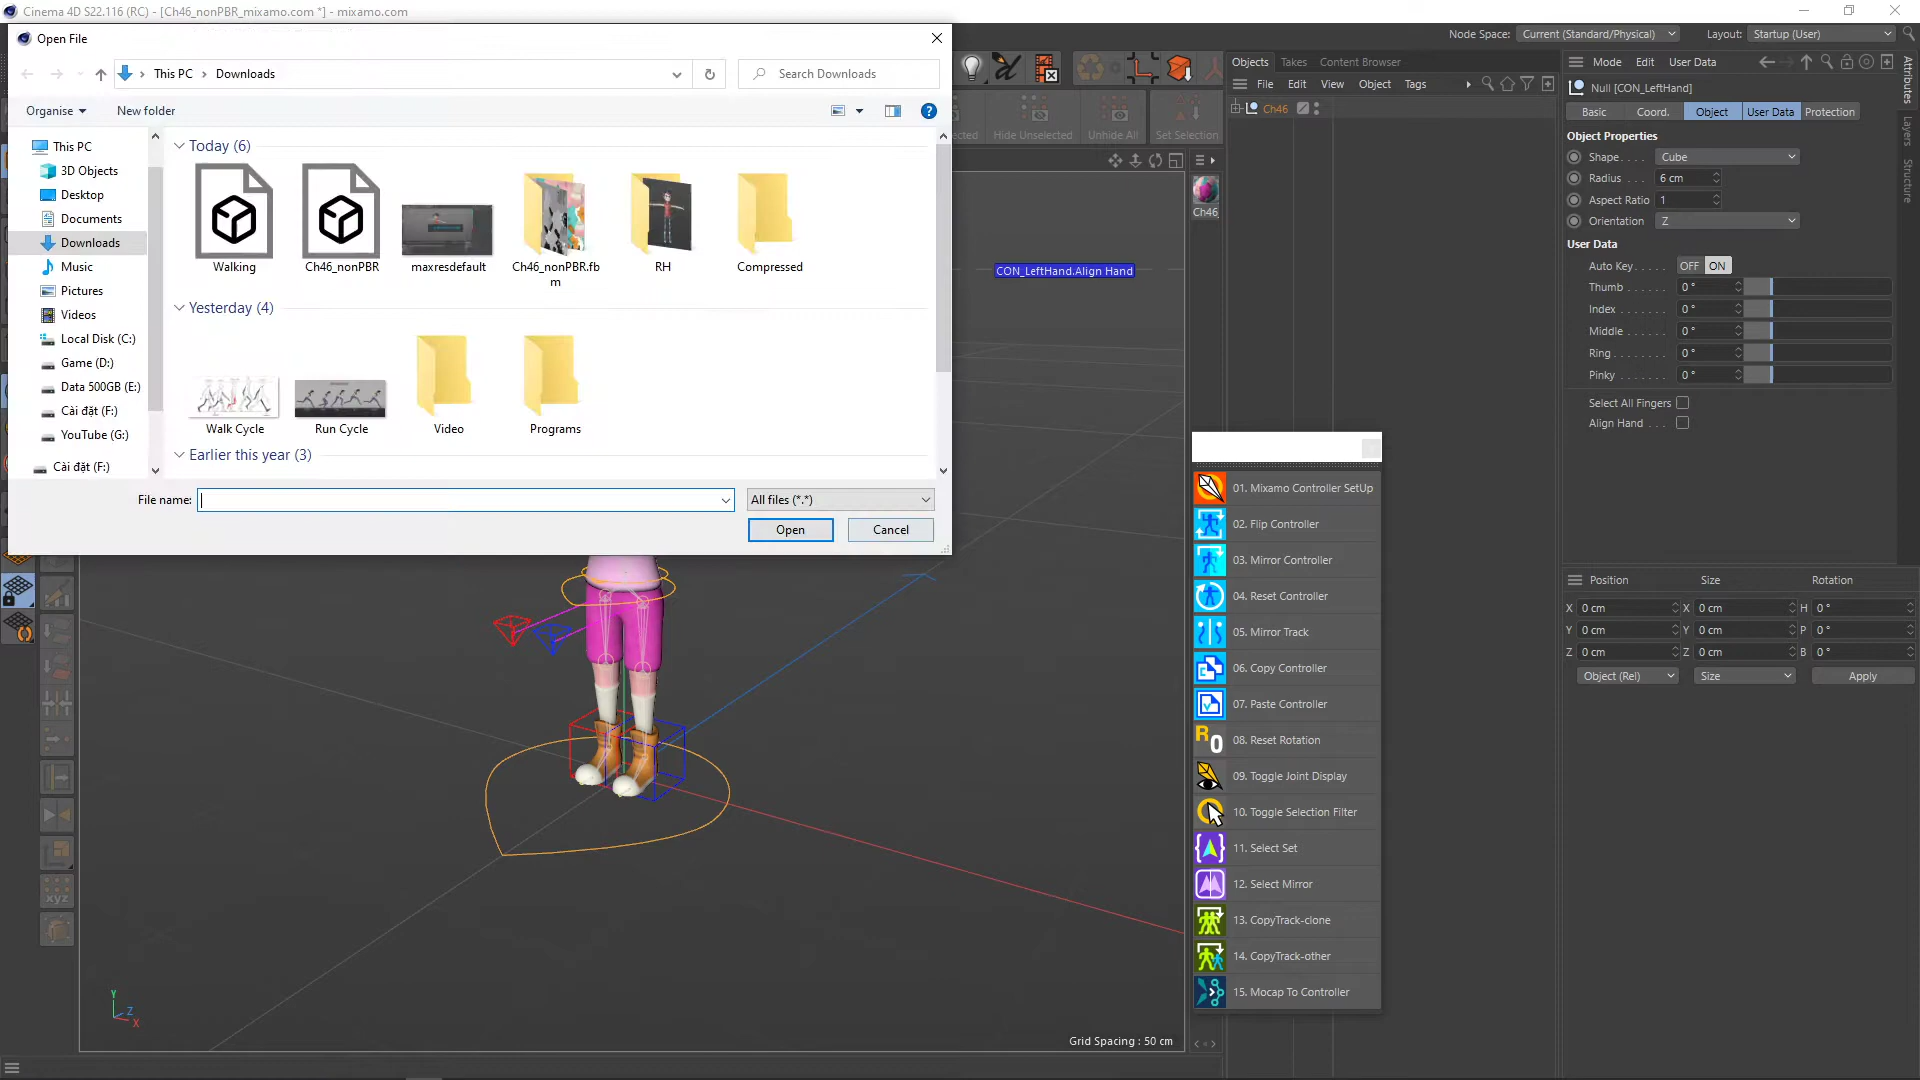 Cinema 4D S22.116 (RC) - [Ch46_nonPBR_mixamo.com *] - mixamo.com
Open File
Node Space: Current (Standard/Physical) Layout: Startup (User)
This PC Downloads
Search Downloads
Organise New folder
This PC
3D Objects
Desktop
Documents
Downloads
Music
Pictures
Videos
Local Disk (C:)
Game (D:)
Data 500GB (E:)
Cài đặt (F:)
YouTube (G:)
Cài đặt (F:)
Today (6)
Walking
Ch46_nonPBR
maxresdefault
Ch46_nonPBR.fb
m
RH
Compressed
Yesterday (4)
Walk Cycle
Run Cycle
Video
Programs
Earlier this year (3)
File name:
All files (*.*)
Open
Cancel
Hide Unselected
Unhide All
Set Selection
Objects Takes Content Browser
File Edit View Object Tags
Ch46
Ch46
CON_LeftHand.Align Hand
01. Mixamo Controller SetUp
02. Flip Controller
03. Mirror Controller
04. Reset Controller
05. Mirror Track
06. Copy Controller
07. Paste Controller
08. Reset Rotation
09. Toggle Joint Display
10. Toggle Selection Filter
11. Select Set
12. Select Mirror
13. CopyTrack-clone
14. CopyTrack-other
15. Mocap To Controller
Grid Spacing : 50 cm
Y
Z
X
xyz
Mode Edit User Data
Null [CON_LeftHand]
Basic Coord. Object User Data Protection
Object Properties
Shape. . . . Cube
Radius . . . 6 cm
Aspect Ratio 1
Orientation Z
User Data
Auto Key. . . . . OFF ON
Thumb . . . . . . 0 °
Index . . . . . . . 0 °
Middle . . . . . . 0 °
Ring . . . . . . . . 0 °
Pinky . . . . . . . 0 °
Select All Fingers
Align Hand . . .
Attributes
Layers
Structure
Position Size Rotation
X 0 cm X 0 cm H 0 °
Y 0 cm Y 0 cm P 0 °
Z 0 cm Z 0 cm B 0 °
Object (Rel) Size Apply